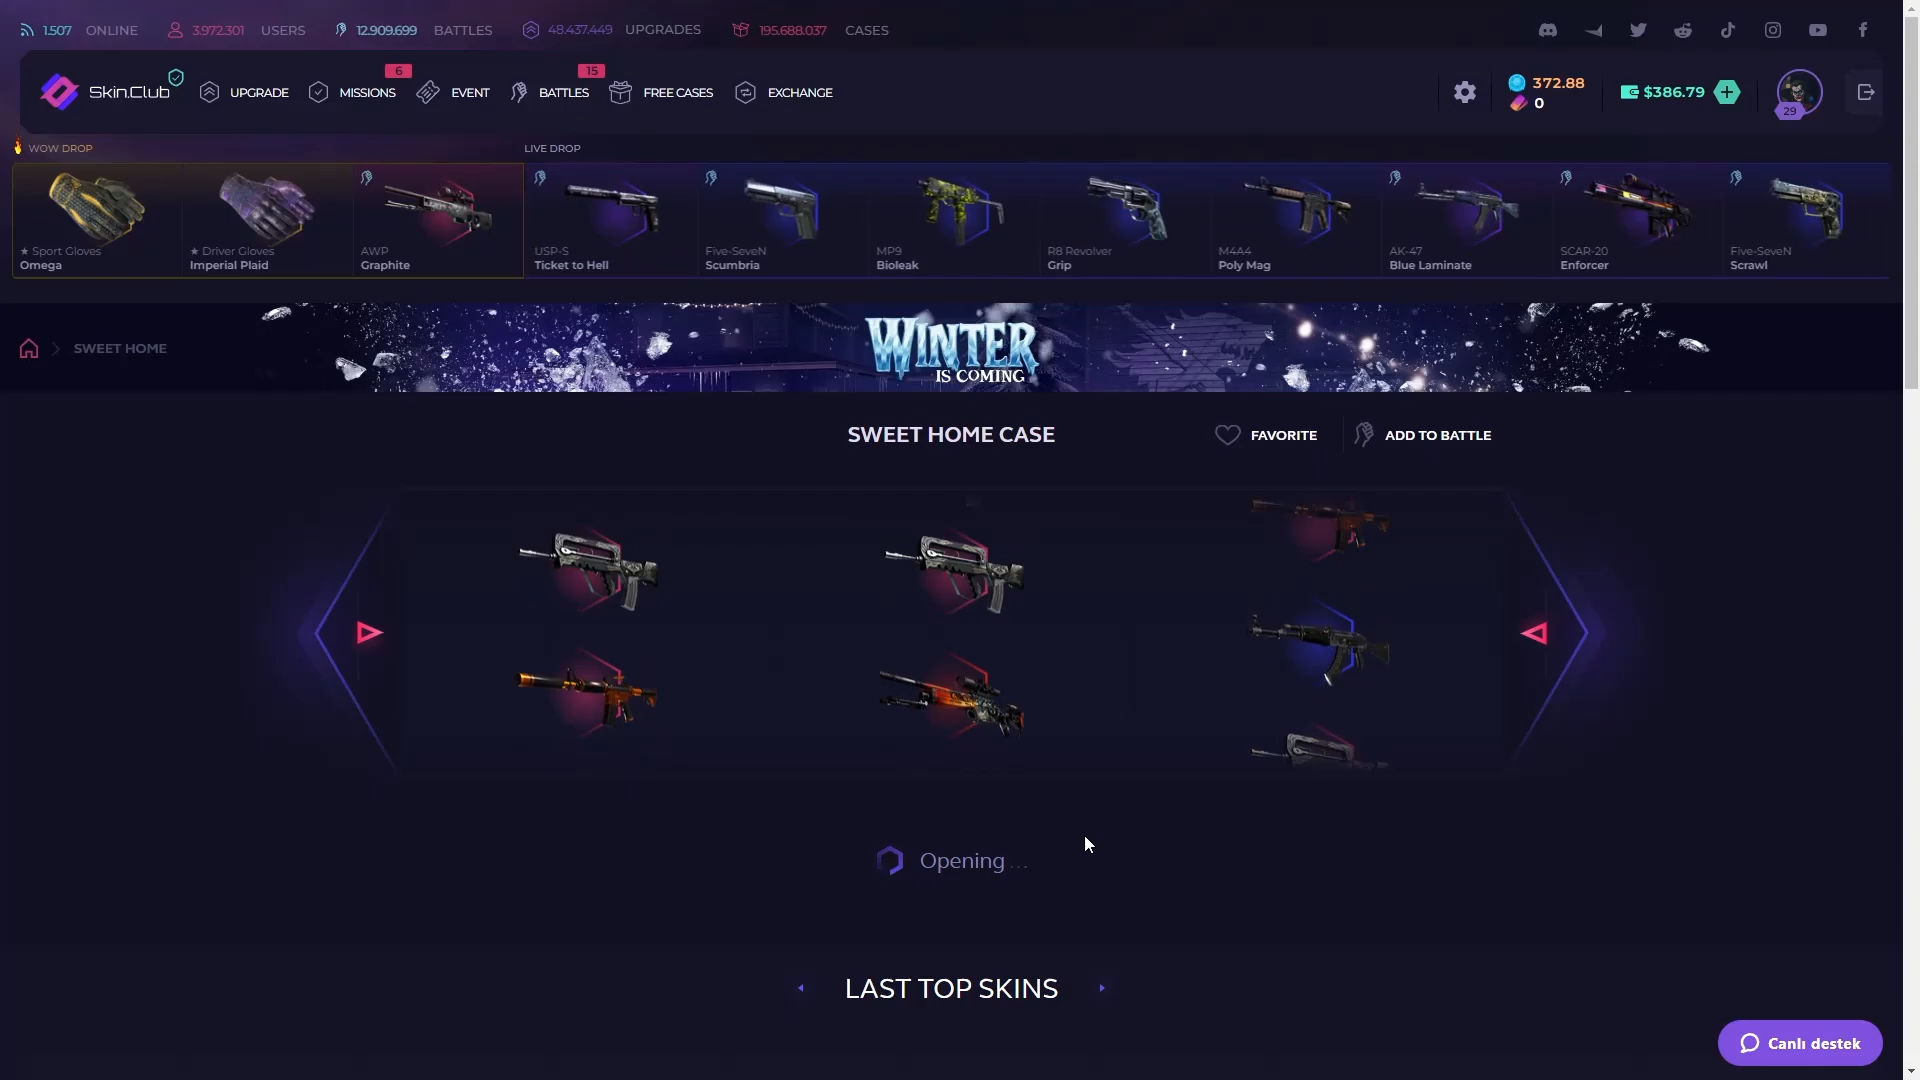 1.507 ONLINE 3.972.301 USERS 12.909.699 BATTLES 48.437.449 UPGRADES 195.688.037 CASES
Skin.Club UPGRADE 6 MISSIONS EVENT 15 BATTLES FREE CASES EXCHANGE
372.88
0
$386.79
29
WOW DROP
LIVE DROP
★ Sport Gloves
Omega
★ Driver Gloves
Imperial Plaid
AWP
Graphite
USP-S
Ticket to Hell
Five-SeveN
Scumbria
MP9
Bioleak
R8 Revolver
Grip
M4A4
Poly Mag
AK-47
Blue Laminate
SCAR-20
Enforcer
Five-SeveN
Scrawl
SWEET HOME
WINTER
IS COMING
SWEET HOME CASE
FAVORITE
ADD TO BATTLE
Opening ...
LAST TOP SKINS
Canlı destek